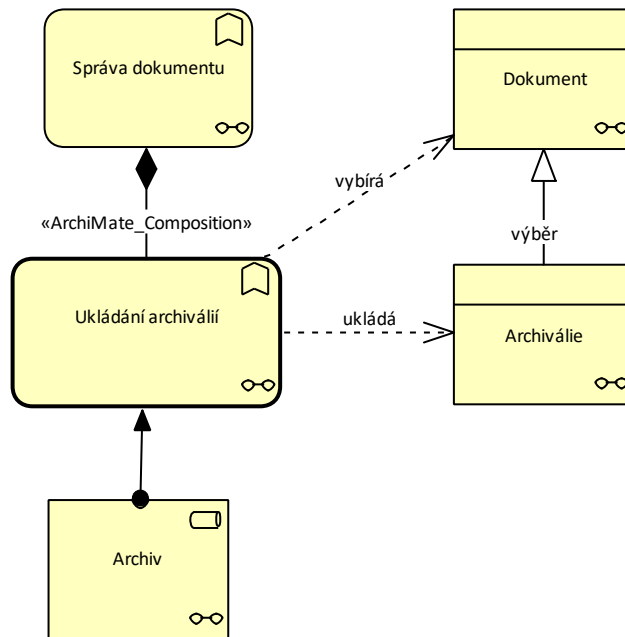 Správa dokumentu
Dokument
vybírá
«ArchiMate_Composition»
výběr
Ukládání archiválií
ukládá
Archiválie
Archiv